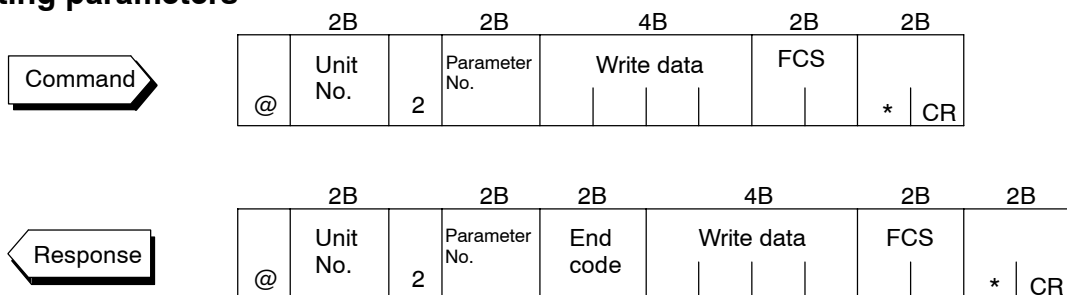 ting parameters
2B 2B 4B 2B 2B
Command
@ Unit No. 2 Parameter No. Write data FCS * CR
2B 2B 2B 4B 2B 2B
Response
@ Unit No. 2 Parameter No. End code Write data FCS * CR